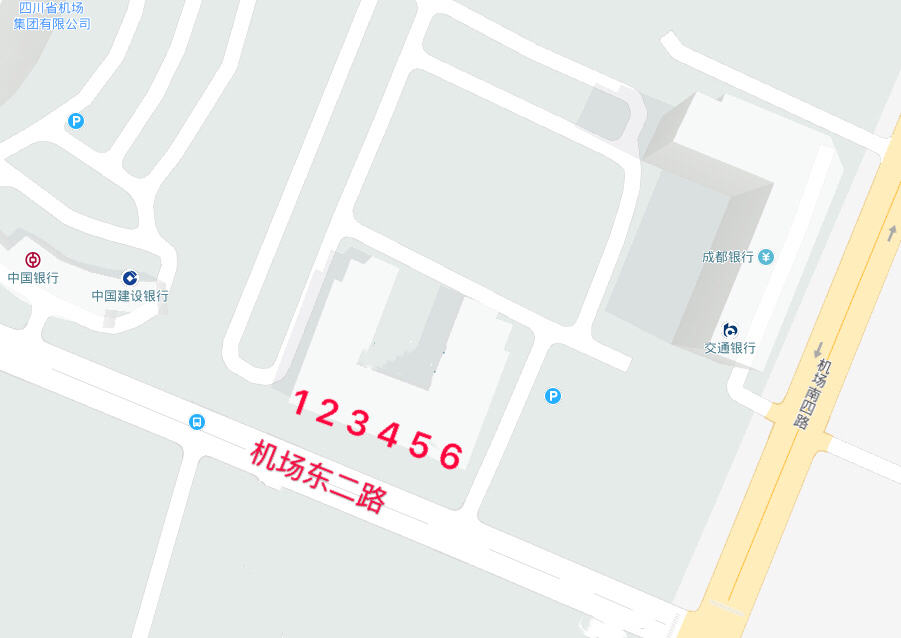 四川省机场
集团有限公司
P
中国银行
中国建设银行
成都银行
¥
交通银行
P
机场南四路
1 2 3 4 5 6
机场东二路